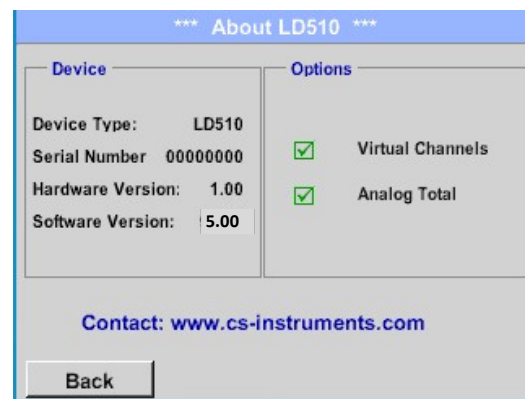 *** About LD510 ***
Device
Device Type: LD510
Serial Number 00000000
Hardware Version: 1.00
Software Version: 5.00
Options
Virtual Channels
Analog Total
Contact: www.cs-instruments.com
Back